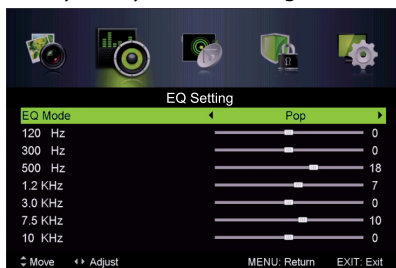 EQ Setting
EQ Mode Pop
120 Hz 0
300 Hz 0
500 Hz 18
1.2 KHz 7
3.0 KHz 0
7.5 KHz 10
10 KHz 0
Move Adjust MENU: Return EXIT: Exit